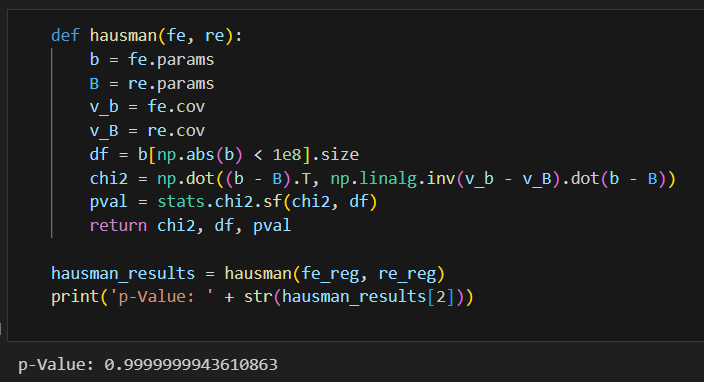 def hausman(fe, re):
    b = fe.params
    B = re.params
    v_b = fe.cov
    v_B = re.cov
    df = b[np.abs(b) < 1e8].size
    chi2 = np.dot((b - B).T, np.linalg.inv(v_b - v_B).dot(b - B))
    pval = stats.chi2.sf(chi2, df)
    return chi2, df, pval

hausman_results = hausman(fe_reg, re_reg)
print('p-Value: ' + str(hausman_results[2]))
p-Value: 0.9999999943610863